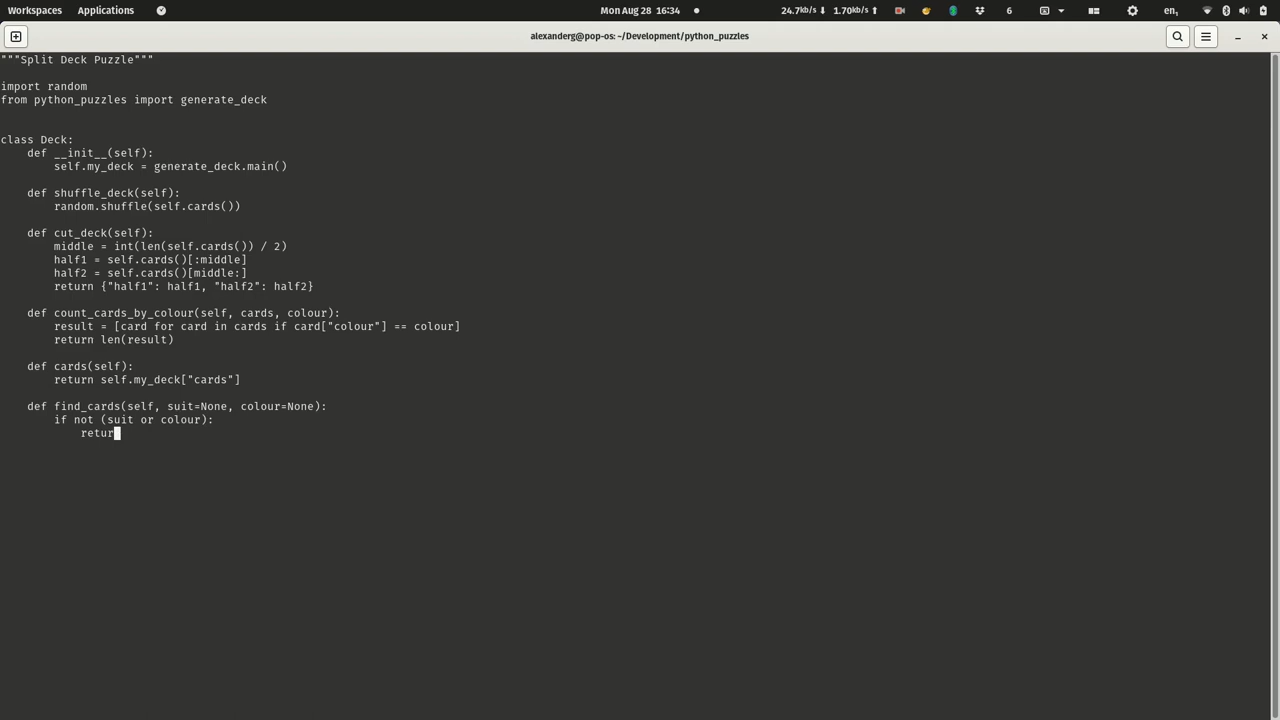 Workspaces Applications Mon Aug 28 16:34 24.7kb/s 1.70kb/s 6 en₁
alexanderg@pop-os: ~/Development/python_puzzles
"""Split Deck Puzzle"""
import random
from python_puzzles import generate_deck
class Deck:
    def __init__(self):
        self.my_deck = generate_deck.main()
    def shuffle_deck(self):
        random.shuffle(self.cards())
    def cut_deck(self):
        middle = int(len(self.cards()) / 2)
        half1 = self.cards()[:middle]
        half2 = self.cards()[middle:]
        return {"half1": half1, "half2": half2}
    def count_cards_by_colour(self, cards, colour):
        result = [card for card in cards if card["colour"] == colour]
        return len(result)
    def cards(self):
        return self.my_deck["cards"]
    def find_cards(self, suit=None, colour=None):
        if not (suit or colour):
            retur